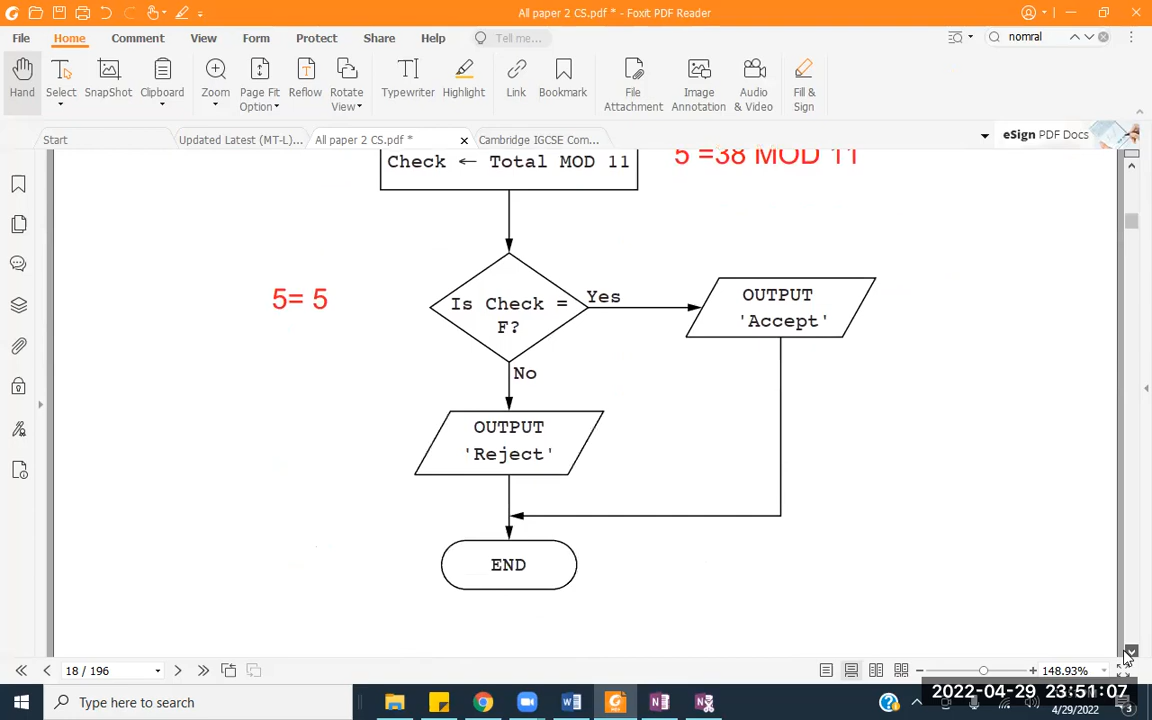 All paper 2 CS.pdf * - Foxit PDF Reader
File Home Comment View Form Protect Share Help Tell me... nomral
Hand Select SnapShot Clipboard Zoom Page Fit Option Reflow Rotate View Typewriter Highlight Link Bookmark File Attachment Image Annotation Audio & Video Fill & Sign
Start Updated Latest (MT-L)... All paper 2 CS.pdf * Cambridge IGCSE Com... eSign PDF Docs
Check ← Total MOD 11
5 =38 MOD 11
5= 5
Is Check =
F?
Yes
OUTPUT
'Accept'
No
OUTPUT
'Reject'
END
18 / 196
148.93%
Type here to search
2022-04-29 23:51:07
4/29/2022
3